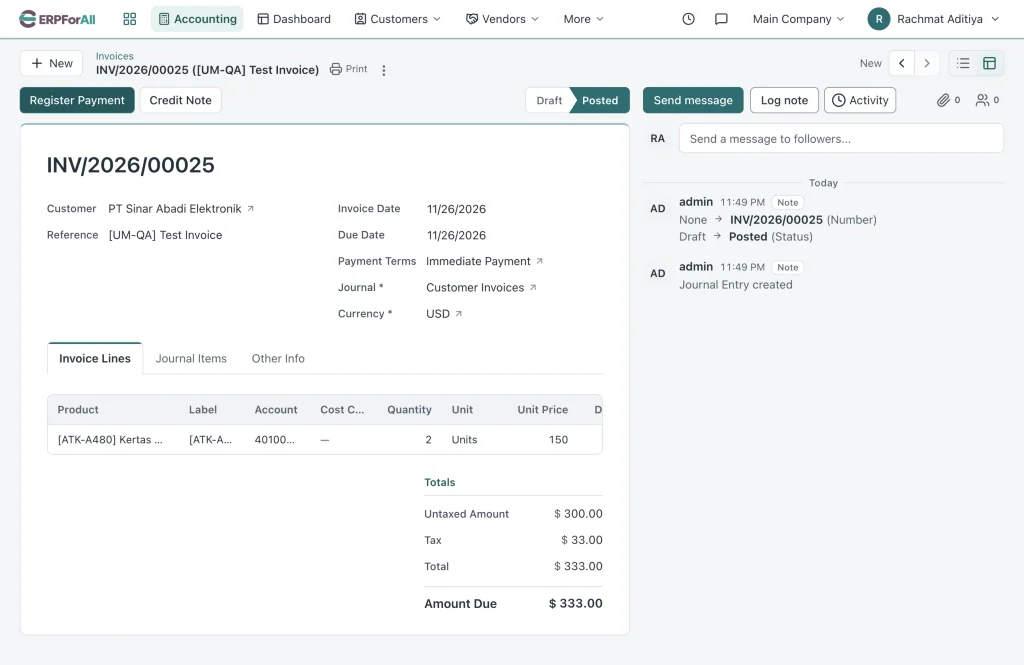 ERPForAll Accounting Dashboard Customers Vendors More Main Company R Rachmat Aditiya
+ New Invoices
INV/2026/00025 ([UM-QA] Test Invoice) Print
New
Register Payment Credit Note Draft Posted
Send message Log note Activity 0 0
RA Send a message to followers...
INV/2026/00025
Customer PT Sinar Abadi Elektronik
Reference [UM-QA] Test Invoice
Invoice Date 11/26/2026
Due Date 11/26/2026
Payment Terms Immediate Payment
Journal * Customer Invoices
Currency * USD
Invoice Lines Journal Items Other Info
Product Label Account Cost C... Quantity Unit Unit Price D
[ATK-A480] Kertas ... [ATK-A... 40100... — 2 Units 150
Totals
Untaxed Amount $ 300.00
Tax $ 33.00
Total $ 333.00
Amount Due $ 333.00
Today
AD admin 11:49 PM Note
None → INV/2026/00025 (Number)
Draft → Posted (Status)
AD admin 11:49 PM Note
Journal Entry created